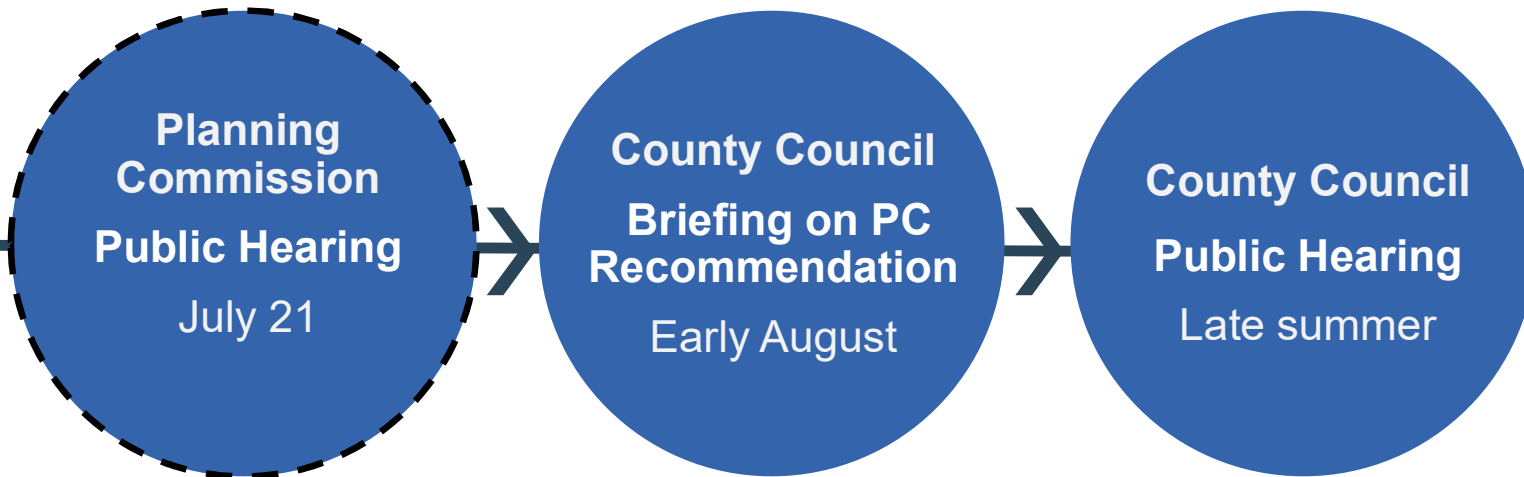 Planning
Commission
Public Hearing
July 21
County Council
Briefing on PC
Recommendation
Early August
County Council
Public Hearing
Late summer